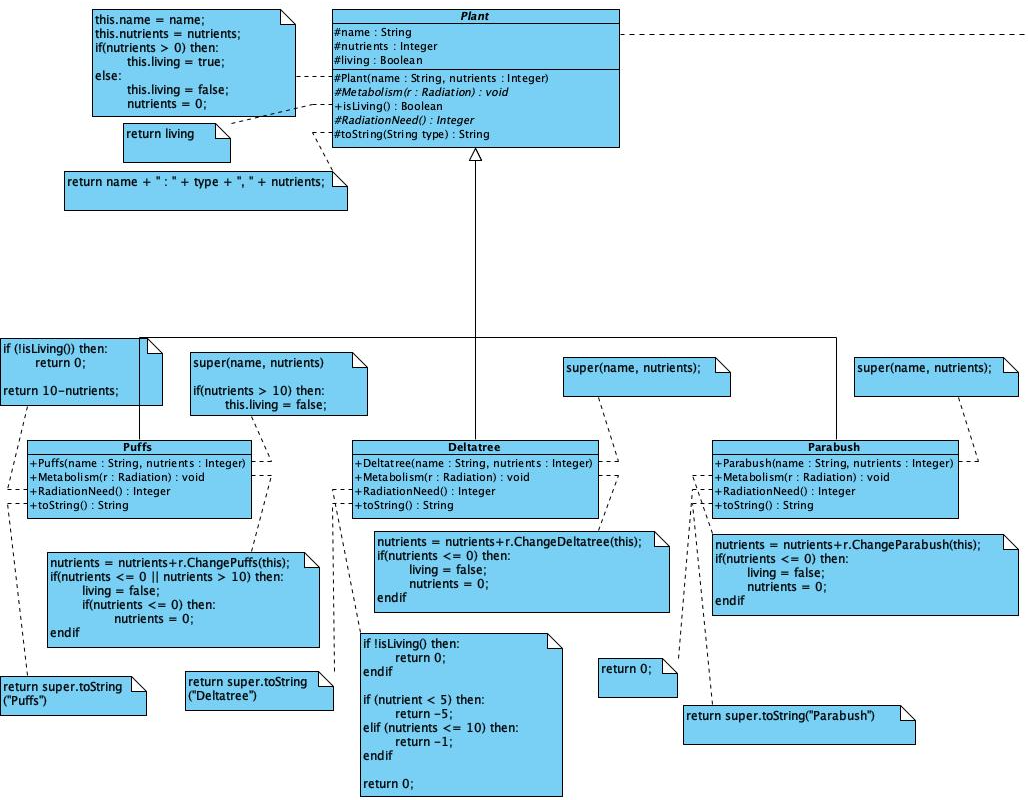 this.name = name;
this.nutrients = nutrients;
if(nutrients > 0) then:
this.living = true;
else:
this.living = false;
nutrients = 0;
return living
return name + " : " + type + ", " + nutrients;
Plant
#name : String
#nutrients : Integer
#living : Boolean
#Plant(name : String, nutrients : Integer)
#Metabolism(r : Radiation) : void
+isLiving() : Boolean
#RadiationNeed() : Integer
#toString(String type) : String
if (!isLiving()) then:
return 0;
return 10-nutrients;
super(name, nutrients)
if(nutrients > 10) then:
this.living = false;
super(name, nutrients);
super(name, nutrients);
Puffs
+Puffs(name : String, nutrients : Integer)
+Metabolism(r : Radiation) : void
+RadiationNeed() : Integer
+toString() : String
Deltatree
+Deltatree(name : String, nutrients : Integer)
+Metabolism(r : Radiation) : void
+RadiationNeed() : Integer
+toString() : String
Parabush
+Parabush(name : String, nutrients : Integer)
+Metabolism(r : Radiation) : void
+RadiationNeed() : Integer
+toString() : String
nutrients = nutrients+r.ChangePuffs(this);
if(nutrients <= 0 || nutrients > 10) then:
living = false;
if(nutrients <= 0) then:
nutrients = 0;
endif
nutrients = nutrients+r.ChangeDeltatree(this);
if(nutrients <= 0) then:
living = false;
nutrients = 0;
endif
nutrients = nutrients+r.ChangeParabush(this);
if(nutrients <= 0) then:
living = false;
nutrients = 0;
endif
return super.toString
("Puffs")
return super.toString
("Deltatree")
if !isLiving() then:
return 0;
endif
if (nutrient < 5) then:
return -5;
elif (nutrients <= 10) then:
return -1;
endif
return 0;
return 0;
return super.toString("Parabush")